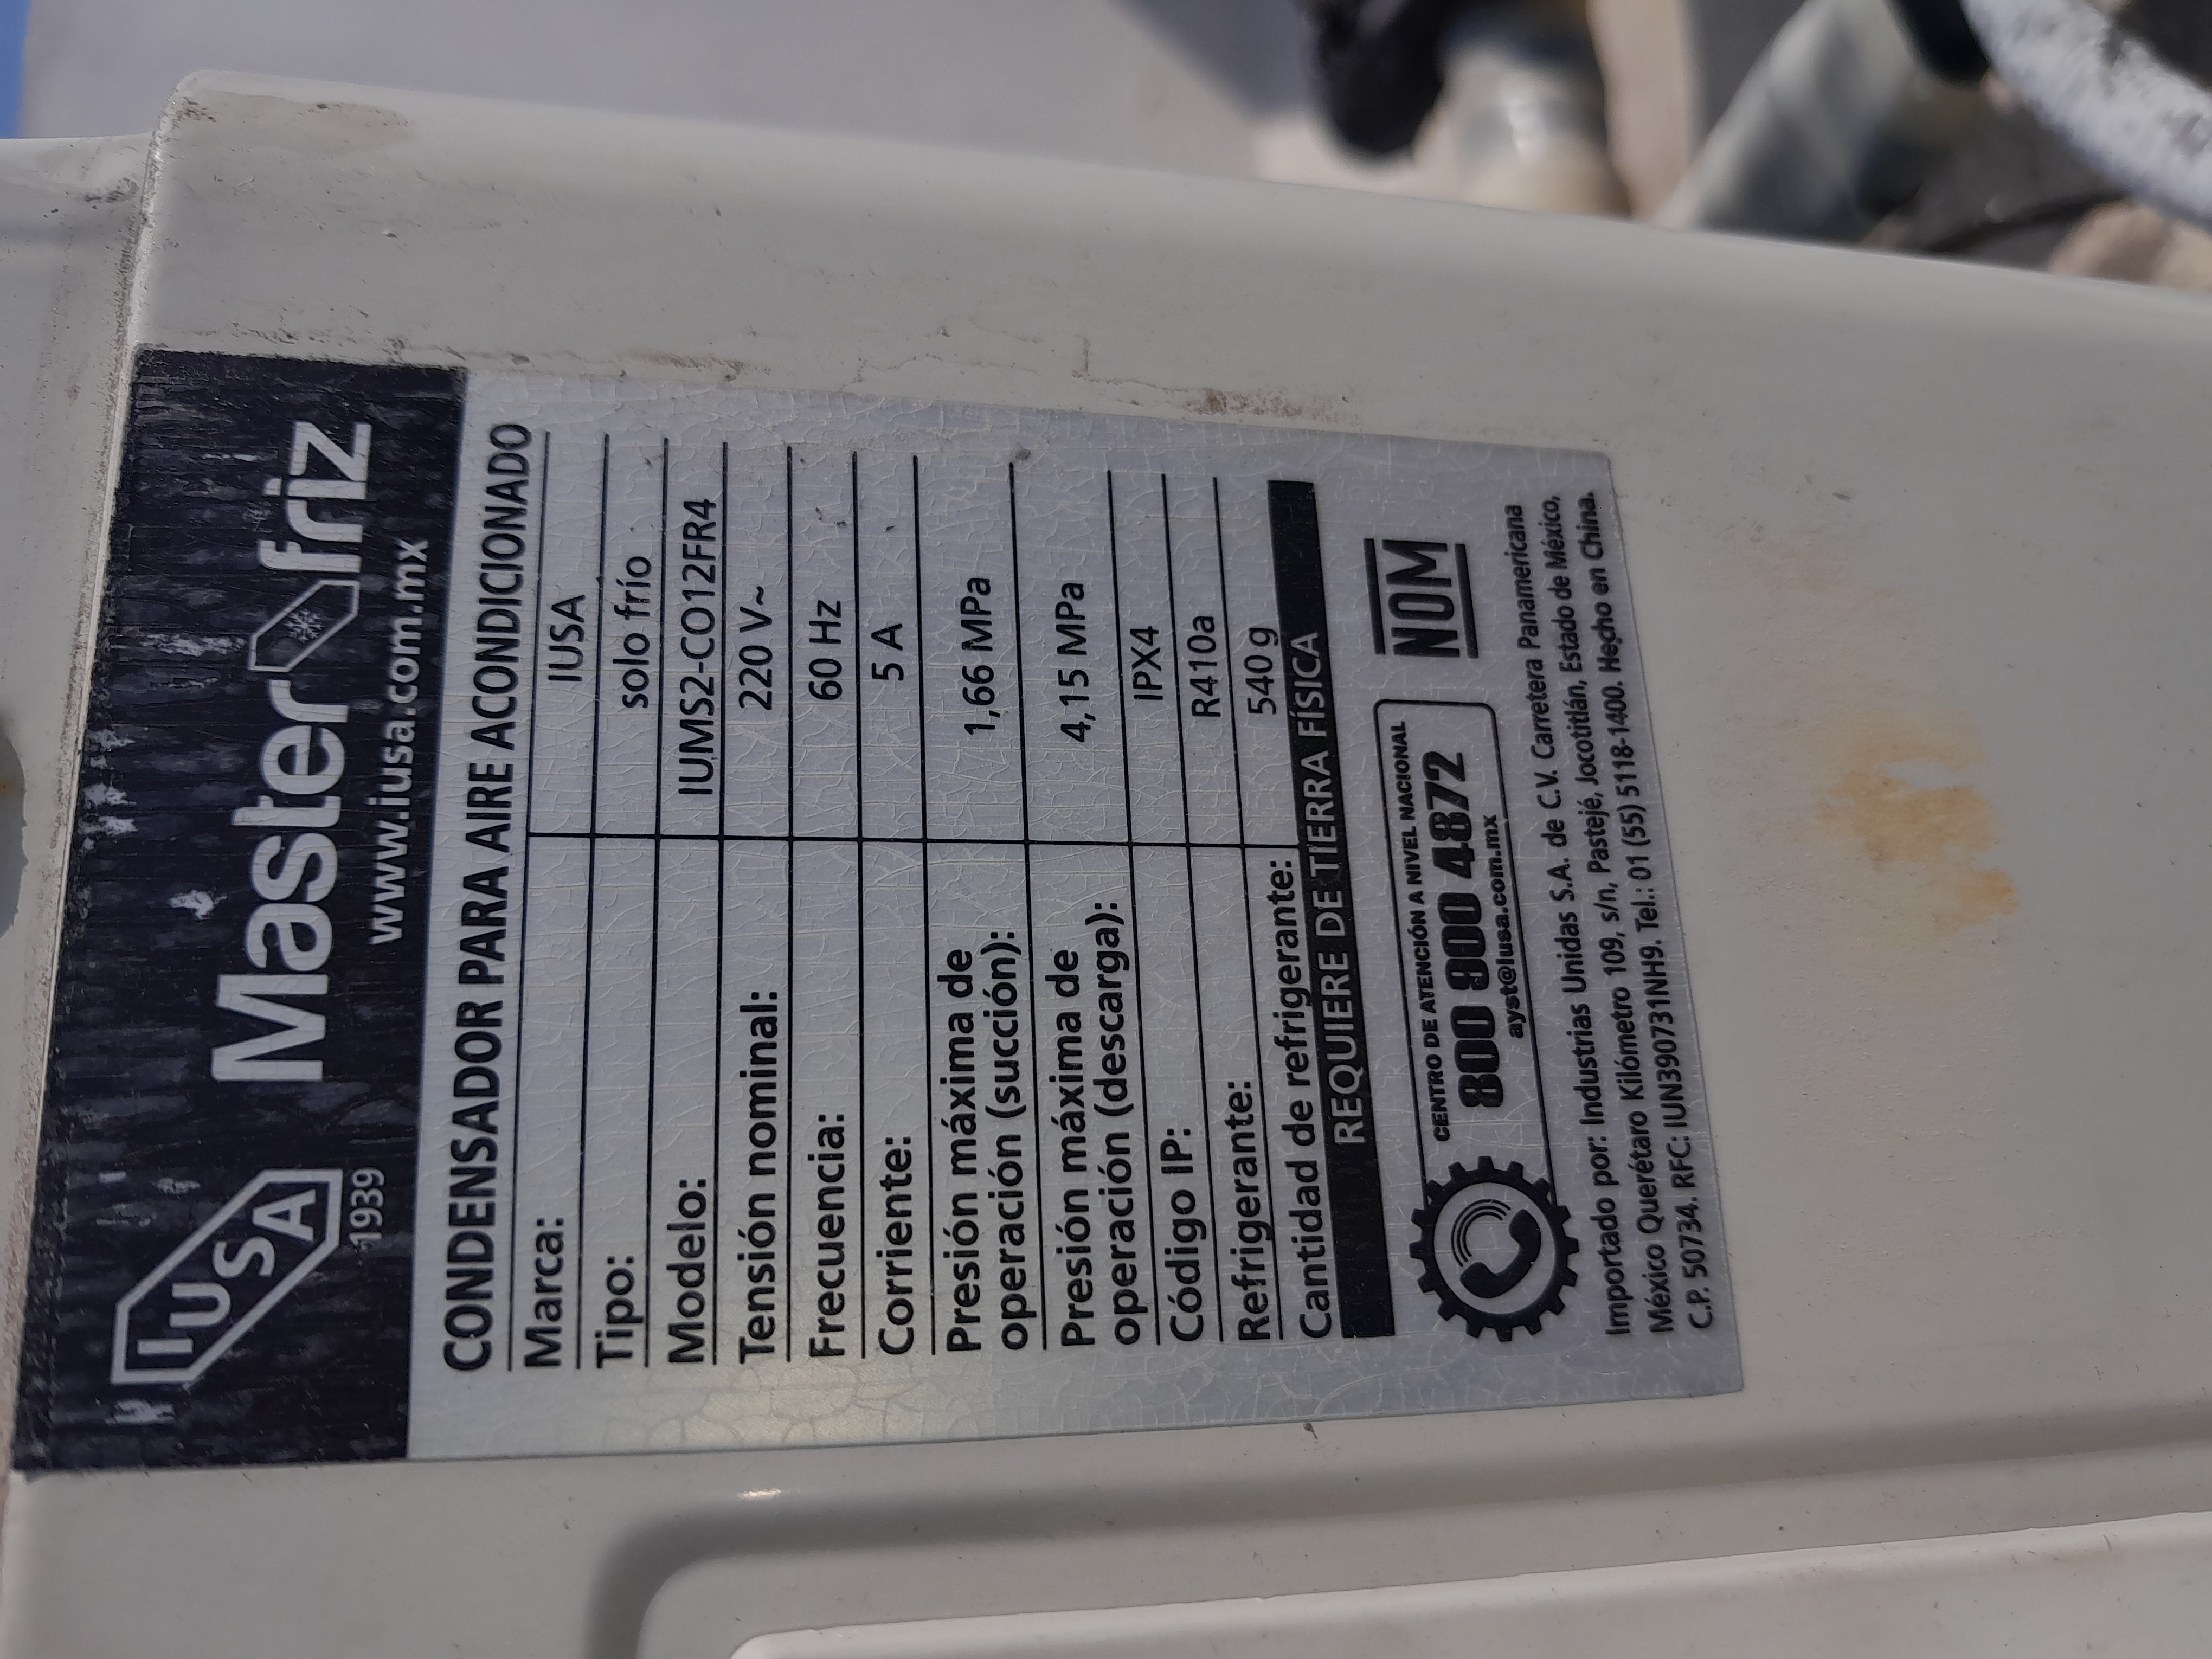 IUSA
1939
Masterfriz
www.iusa.com.mx
CONDENSADOR PARA AIRE ACONDICIONADO
Marca: IUSA
Tipo: solo frío
Modelo: IUMS2-CO12FR4
Tensión nominal: 220 V~
Frecuencia: 60 Hz
Corriente: 5 A
Presión máxima de
operación (succión): 1,66 MPa
Presión máxima de
operación (descarga): 4,15 MPa
Código IP: IPX4
Refrigerante: R410a
Cantidad de refrigerante: 540 g
REQUIERE DE TIERRA FÍSICA
CENTRO DE ATENCIÓN A NIVEL NACIONAL
800 900 4872
ayst@iusa.com.mx
NOM
Importado por: Industrias Unidas S.A. de C.V. Carretera Panamericana
México Querétaro Kilómetro 109, s/n, Pastejé, Jocotitlán, Estado de México,
C.P. 50734. RFC: IUN390731NH9. Tel.: 01 (55) 5118-1400. Hecho en China.